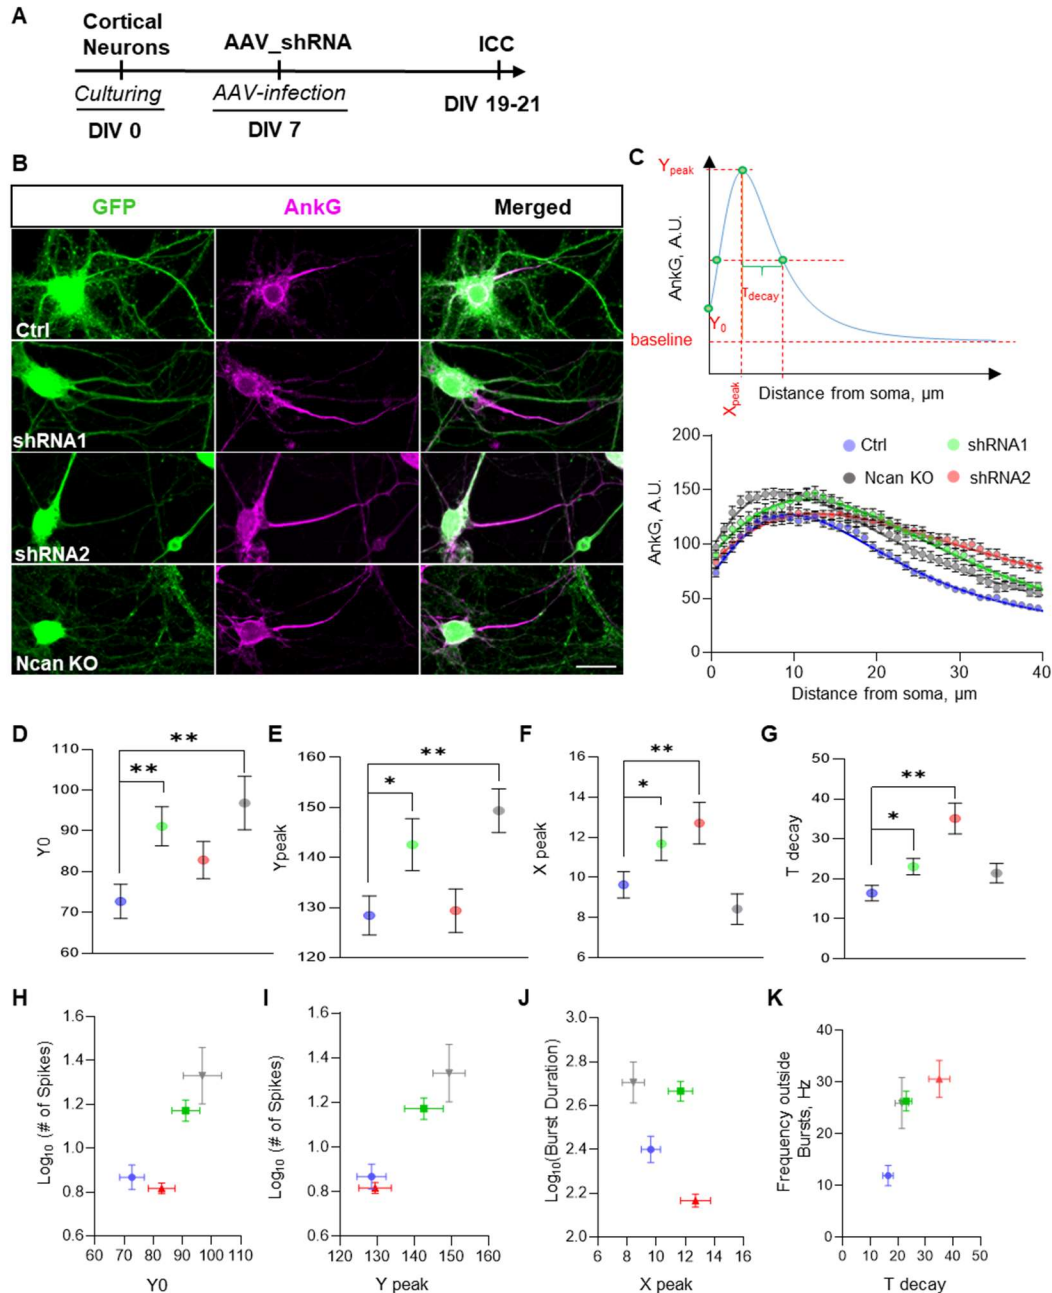 A
Cortical
Neurons
AAV_shRNA
ICC
Culturing
AAV-infection
DIV 0
DIV 7
DIV 19-21
B
GFP
AnkG
Merged
Ctrl
shRNA1
shRNA2
Ncan KO
C
Ypeak
AnkG, A.U.
Tdecay
Y0
baseline
Xpeak
Distance from soma, µm
Ctrl
shRNA1
Ncan KO
shRNA2
200
150
100
50
0
AnkG, A.U.
0 10 20 30 40
Distance from soma, µm
D
110
100
90
80
70
60
Y0
**
**
E
160
150
140
130
120
Ypeak
**
*
F
16
14
12
10
8
6
X peak
**
*
G
50
40
30
20
10
0
T decay
**
*
H
1.6
1.4
1.2
1.0
0.8
0.6
Log10 (# of Spikes)
60 70 80 90 100 110
Y0
I
1.6
1.4
1.2
1.0
0.8
0.6
Log10 (# of Spikes)
120 130 140 150 160
Y peak
J
3.0
2.8
2.6
2.4
2.2
2.0
Log10(Burst Duration)
6 8 10 12 14 16
X peak
K
40
30
20
10
0
Frequency outside
Bursts, Hz
0 10 20 30 40 50
T decay